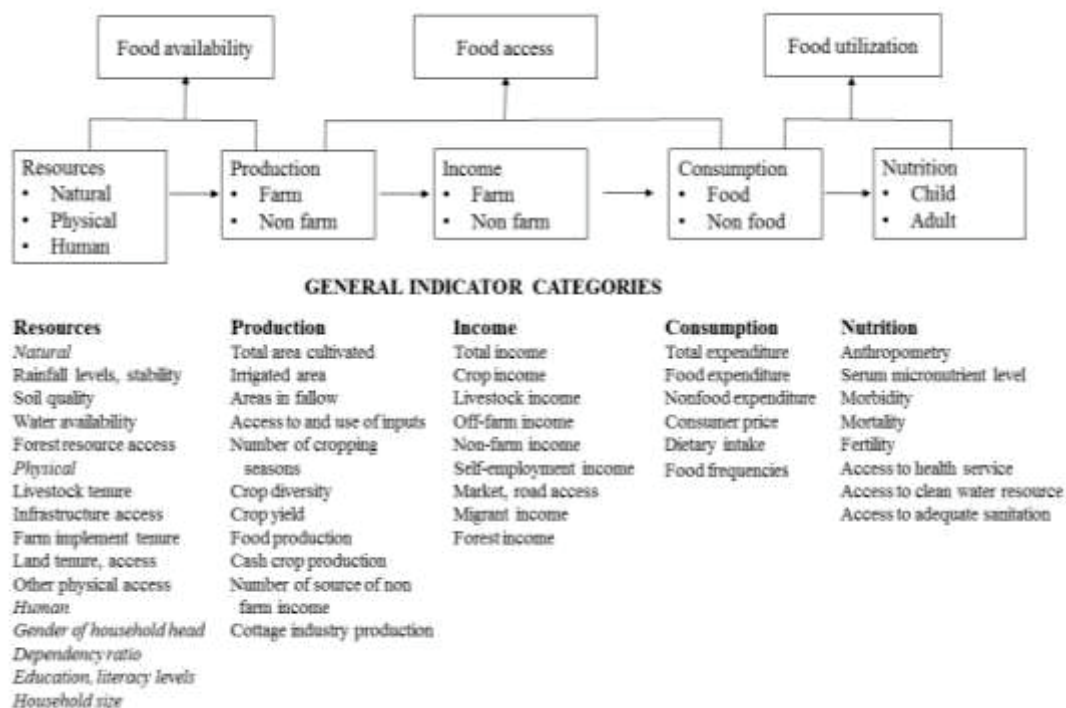 Food availability
Food access
Food utilization
Resources
• Natural
• Physical
• Human
Production
• Farm
• Non farm
Income
• Farm
• Non farm
Consumption
• Food
• Non food
Nutrition
• Child
• Adult
GENERAL INDICATOR CATEGORIES
Resources
Natural
Rainfall levels, stability
Soil quality
Water availability
Forest resource access
Physical
Livestock tenure
Infrastructure access
Farm implement tenure
Land tenure, access
Other physical access
Human
Gender of household head
Dependency ratio
Education, literacy levels
Household size
Production
Total area cultivated
Irrigated area
Areas in fallow
Access to and use of inputs
Number of cropping
seasons
Crop diversity
Crop yield
Food production
Cash crop production
Number of source of non
farm income
Cottage industry production
Income
Total income
Crop income
Livestock income
Off-farm income
Non-farm income
Self-employment income
Market, road access
Migrant income
Forest income
Consumption
Total expenditure
Food expenditure
Nonfood expenditure
Consumer price
Dietary intake
Food frequencies
Nutrition
Anthropometry
Serum micronutrient level
Morbidity
Mortality
Fertility
Access to health service
Access to clean water resource
Access to adequate sanitation